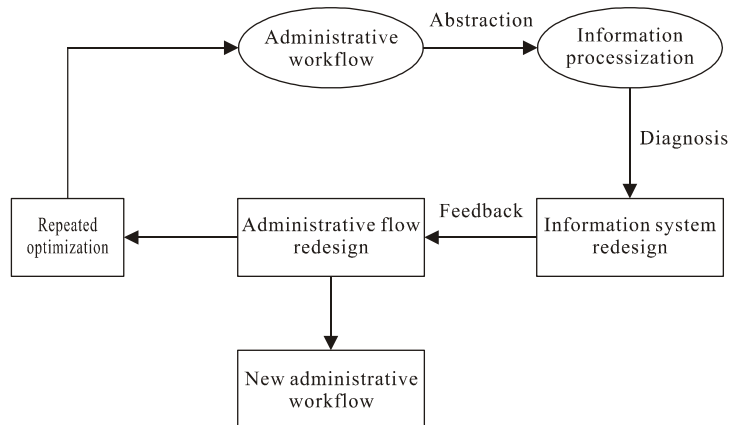 Administrative
workflow
Abstraction
Information
processization
Diagnosis
Repeated
optimization
Administrative flow
redesign
Feedback
Information system
redesign
New administrative
workflow